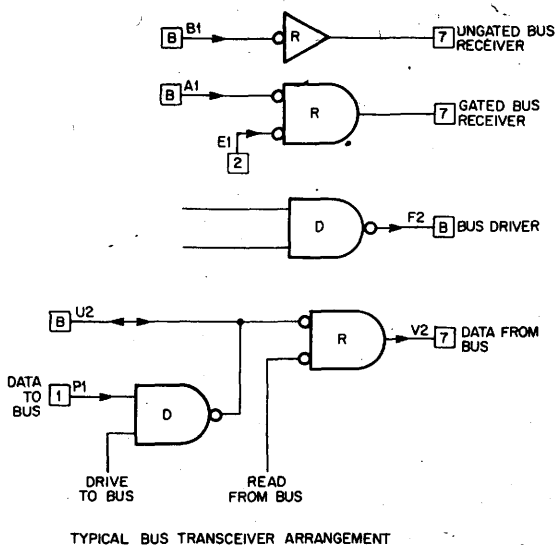 B B1 R 7 UNGATED BUS
RECEIVER
B A1 R 7 GATED BUS
RECEIVER
E1
2
D F2 B BUS DRIVER
B U2 R V2 7 DATA FROM
BUS
DATA
TO
BUS
1 P1 D
DRIVE
TO BUS
READ
FROM BUS
TYPICAL BUS TRANSCEIVER ARRANGEMENT